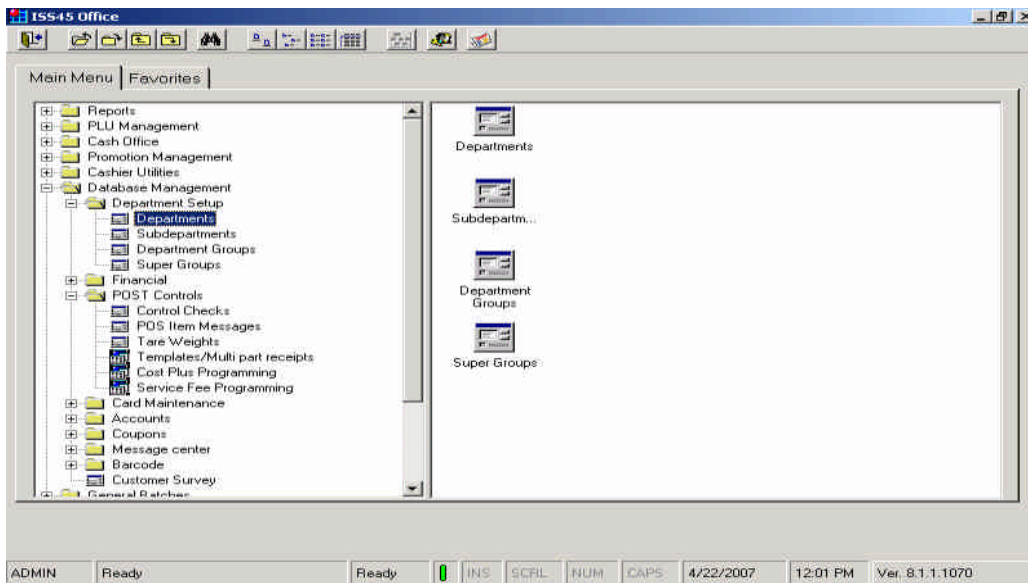 ISS45 Office
Main Menu Favorites
Reports
PLU Management
Cash Office
Promotion Management
Cashier Utilities
Database Management
Department Setup
Departments
Subdepartments
Department Groups
Super Groups
Financial
POST Controls
Control Checks
POS Item Messages
Tare Weights
Templates/Multi part receipts
Cost Plus Programming
Service Fee Programming
Card Maintenance
Accounts
Coupons
Message center
Barcode
Customer Survey
General Batches
Departments
Subdepartm...
Department
Groups
Super Groups
ADMIN Ready Ready INS SCRL NUM CAPS 4/22/2007 12:01 PM Ver. 8.1.1.1070